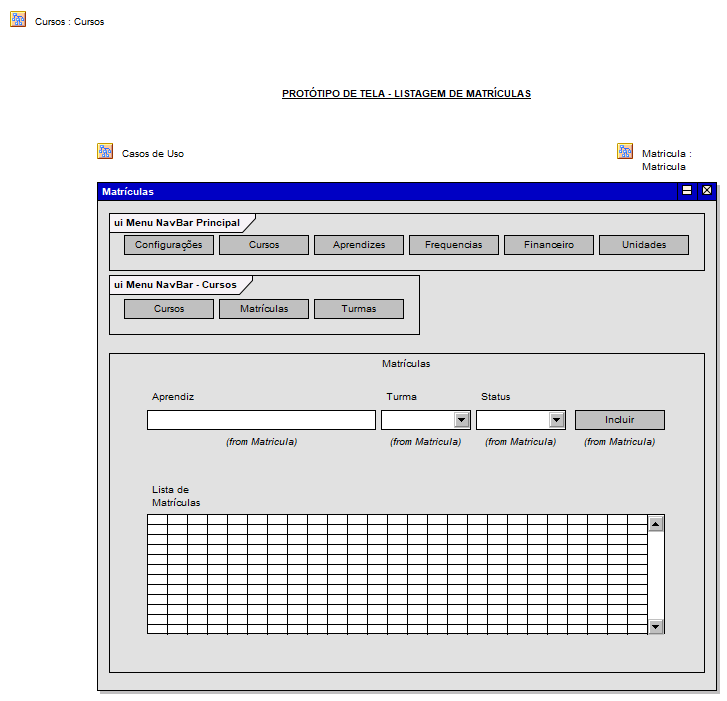 Cursos : Cursos
PROTÓTIPO DE TELA - LISTAGEM DE MATRÍCULAS
Casos de Uso
Matricula :
Matricula
Matrículas
ui Menu NavBar Principal
Configurações Cursos Aprendizes Frequencias Financeiro Unidades
ui Menu NavBar - Cursos
Cursos Matrículas Turmas
Matrículas
Aprendiz Turma Status
Incluir
(from Matricula) (from Matricula) (from Matricula) (from Matricula)
Lista de
Matrículas